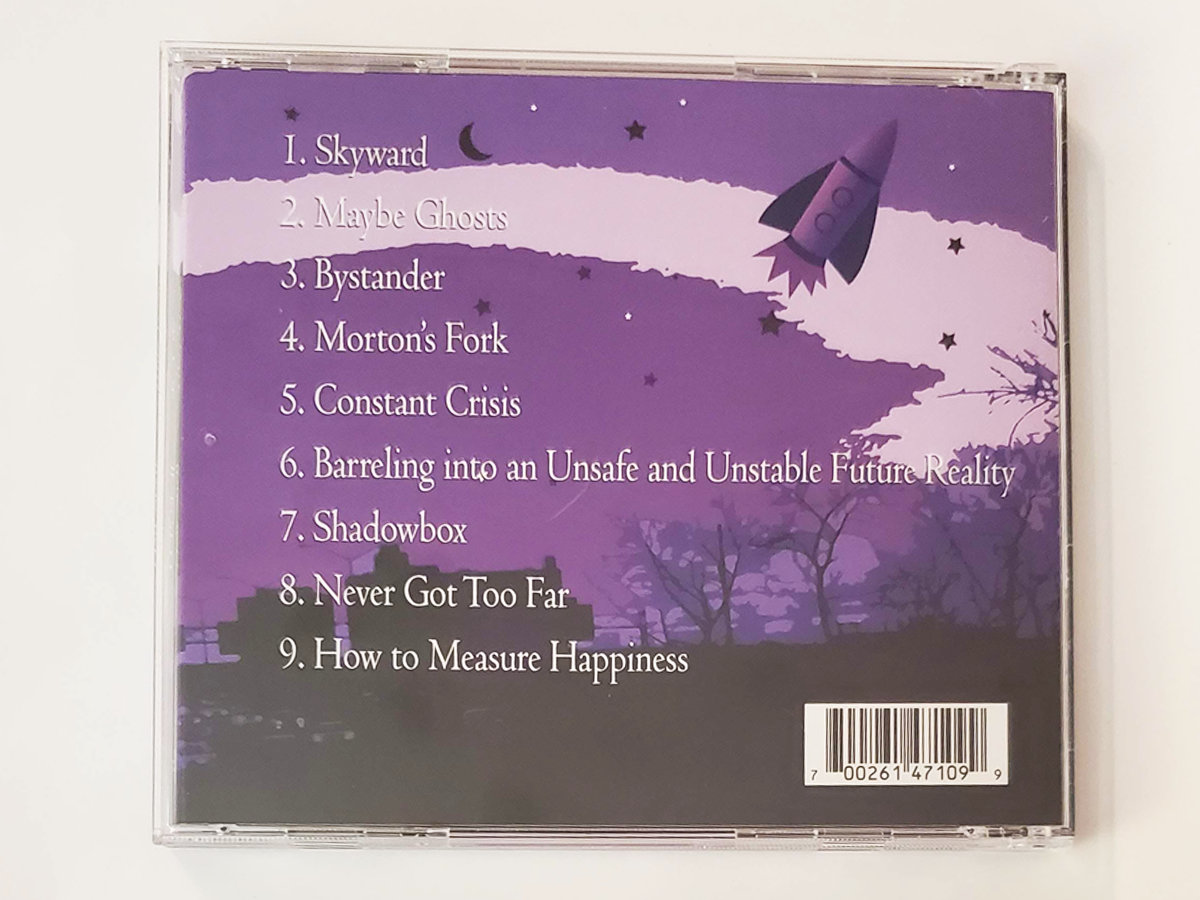 1. Skyward
2. Maybe Ghosts
3. Bystander
4. Morton's Fork
5. Constant Crisis
6. Barreling into an Unsafe and Unstable Future Reality
7. Shadowbox
8. Never Got Too Far
9. How to Measure Happiness
7 00261 47109 9